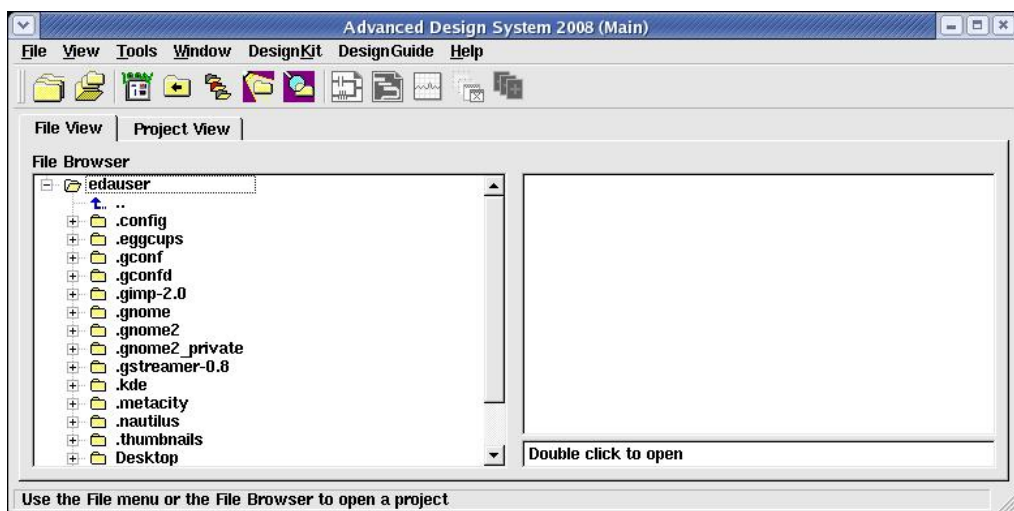 Advanced Design System 2008 (Main)
File View Tools Window DesignKit DesignGuide Help
File View Project View
File Browser
edauser
..
.config
.eggcups
.gconf
.gconfd
.gimp-2.0
.gnome
.gnome2
.gnome2_private
.gstreamer-0.8
.kde
.metacity
.nautilus
.thumbnails
Desktop
Double click to open
Use the File menu or the File Browser to open a project